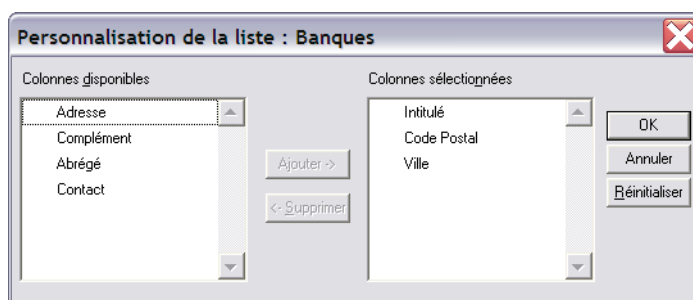 Personnalisation de la liste : Banques
Colonnes disponibles
Adresse
Complément
Abrégé
Contact
Ajouter ->
<- Supprimer
Colonnes sélectionnées
Intitulé
Code Postal
Ville
OK
Annuler
Réinitialiser